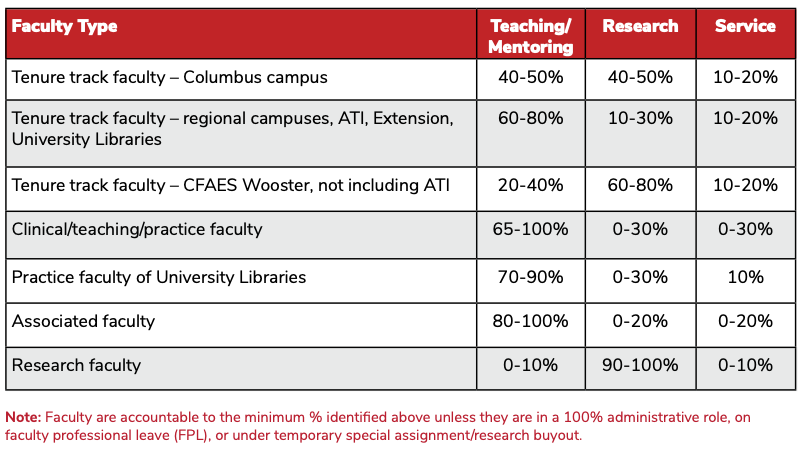 Faculty Type Teaching/ Mentoring Research Service
Tenure track faculty – Columbus campus 40-50% 40-50% 10-20%
Tenure track faculty – regional campuses, ATI, Extension, 60-80% 10-30% 10-20%
University Libraries
Tenure track faculty – CFAES Wooster, not including ATI 20-40% 60-80% 10-20%
Clinical/teaching/practice faculty 65-100% 0-30% 0-30%
Practice faculty of University Libraries 70-90% 0-30% 10%
Associated faculty 80-100% 0-20% 0-20%
Research faculty 0-10% 90-100% 0-10%
Note: Faculty are accountable to the minimum % identified above unless they are in a 100% administrative role, on
faculty professional leave (FPL), or under temporary special assignment/research buyout.